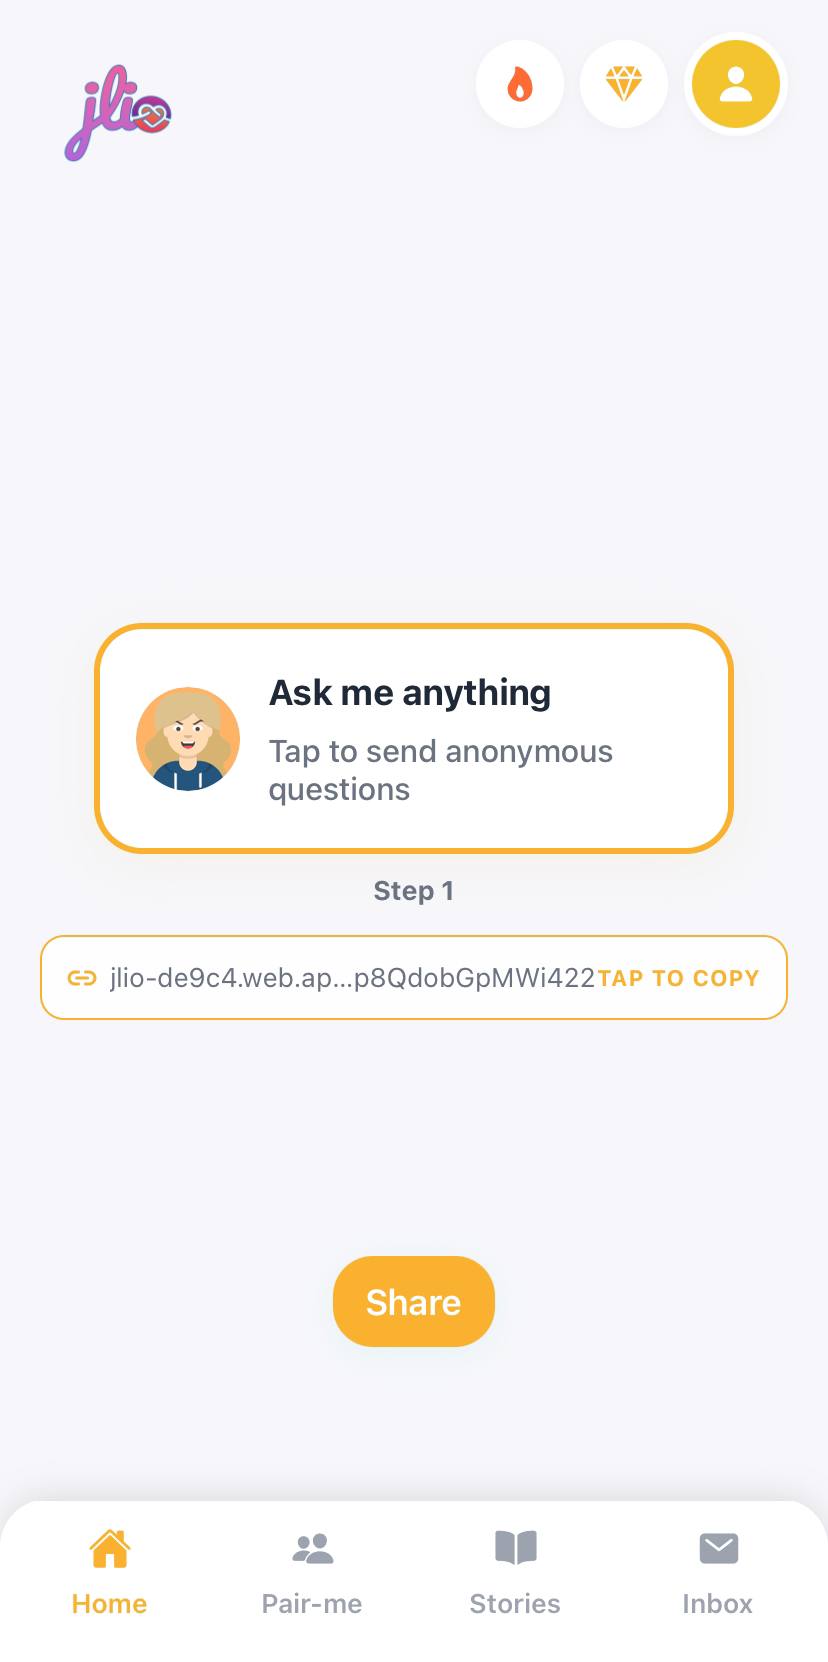 jlio
Ask me anything
Tap to send anonymous
questions
Step 1
jlio-de9c4.web.ap...p8QdobGpMWi422 TAP TO COPY
Share
Home
Pair-me
Stories
Inbox